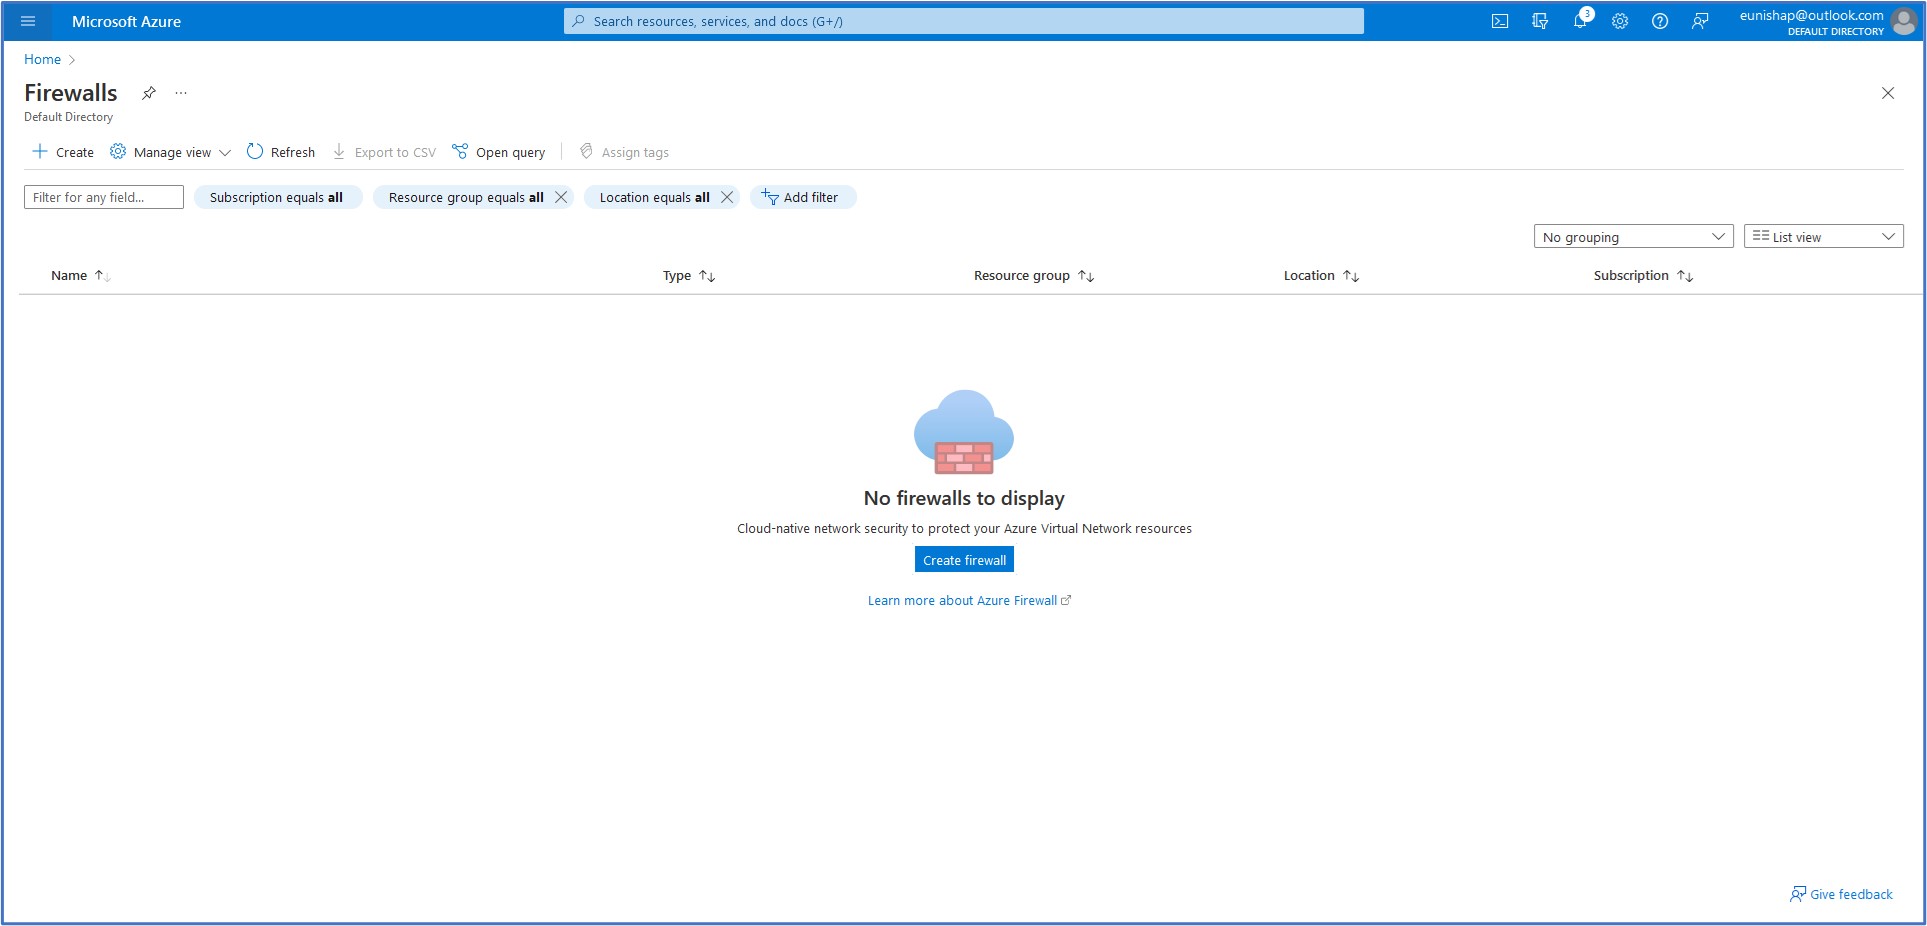 Microsoft Azure
Search resources, services, and docs (G+/)
3
eunishap@outlook.com
DEFAULT DIRECTORY
Home
Firewalls
...
Default Directory
Create
Manage view
Refresh
Export to CSV
Open query
Assign tags
Filter for any field...
Subscription equals all
Resource group equals all
Location equals all
Add filter
No grouping
List view
Name
Type
Resource group
Location
Subscription
No firewalls to display
Cloud-native network security to protect your Azure Virtual Network resources
Create firewall
Learn more about Azure Firewall
Give feedback